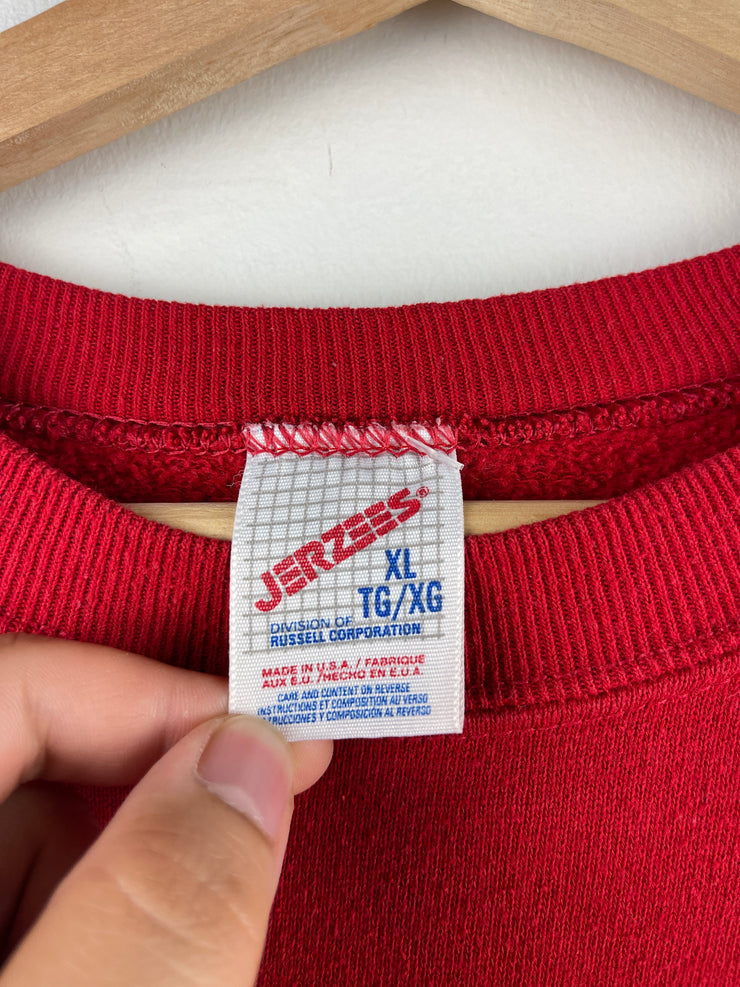 JERZEES®
XL
TG/XG
DIVISION OF
RUSSELL CORPORATION
MADE IN U.S.A. / FABRIQUE
AUX E.U. /HECHO EN E.U.A.
CARE AND CONTENT ON REVERSE
INSTRUCTIONS ET COMPOSITION AU VERSO
Y COMPOSICIÓN AL REVERSO